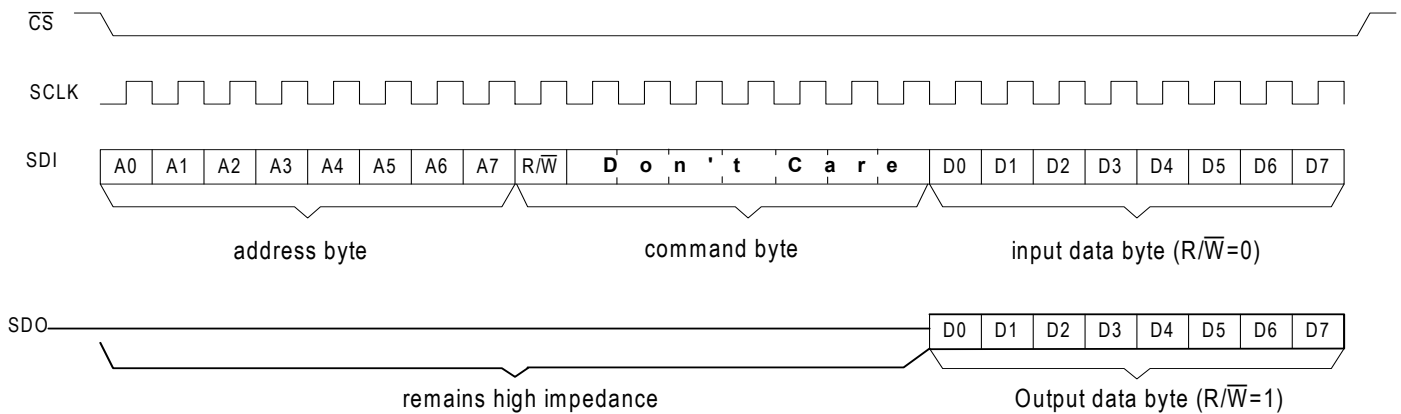 C̅S̅
SCLK
SDI A0 A1 A2 A3 A4 A5 A6 A7 R/W̅ Don't Care D0 D1 D2 D3 D4 D5 D6 D7
address byte command byte input data byte (R/W̅=0)
SDO D0 D1 D2 D3 D4 D5 D6 D7
remains high impedance Output data byte (R/W̅=1)